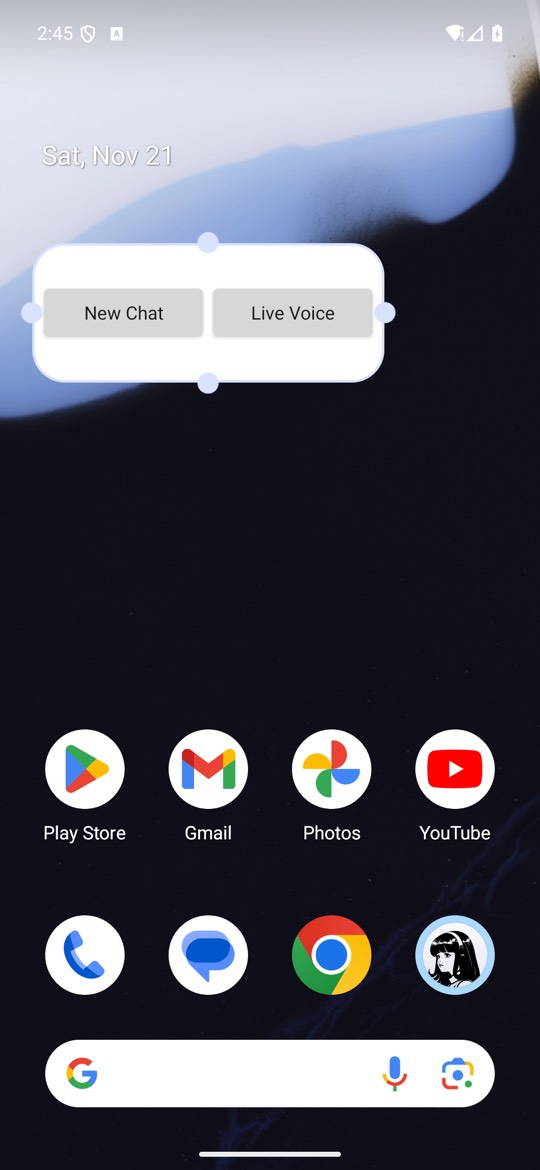 2:45
A
Sat, Nov 21
New Chat
Live Voice
Play Store
Gmail
Photos
YouTube
G